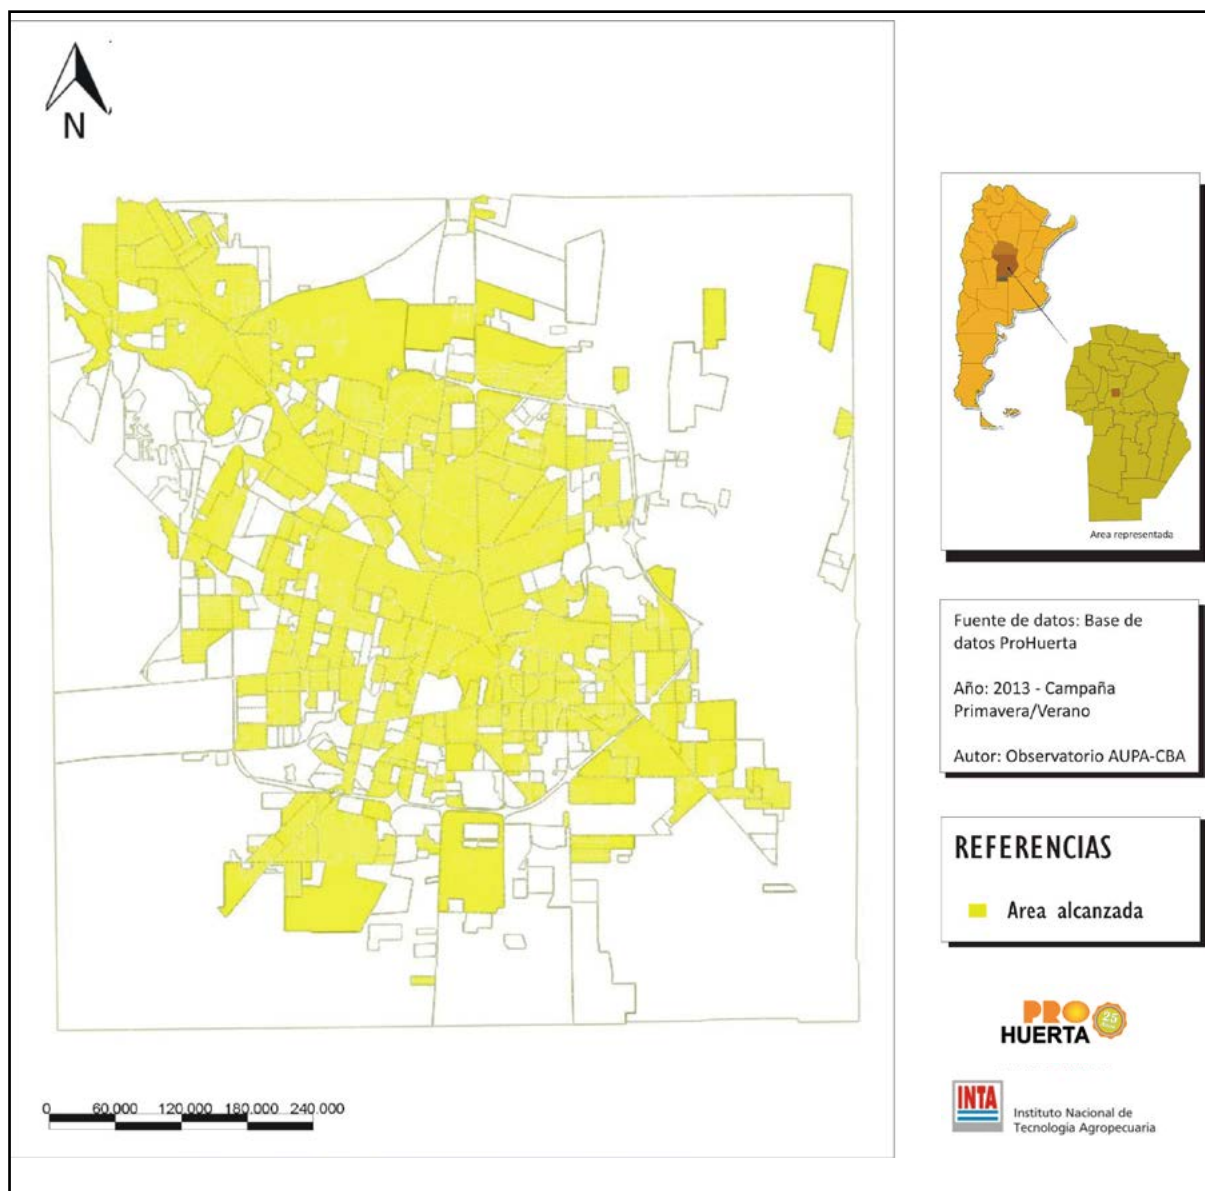 N
Area representada
Fuente de datos: Base de
datos ProHuerta
Año: 2013 - Campaña
Primavera/Verano
Autor: Observatorio AUPA-CBA
REFERENCIAS
Area alcanzada
PRO
HUERTA
25
INTA
Instituto Nacional de
Tecnología Agropecuaria
0 60.000 120.000 180.000 240.000